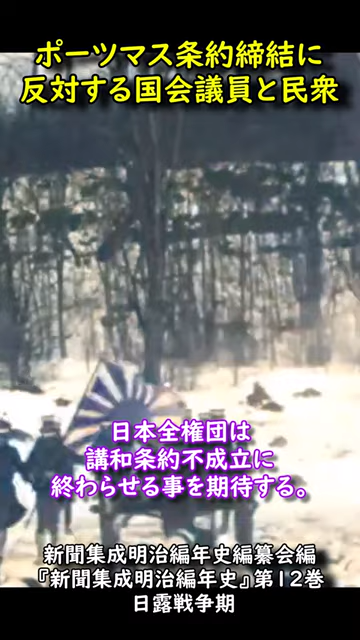 ポーツマス条約締結に
反対する国会議員と民衆
日本全権団は
講和条約不成立に
終わらせる事を期待する。
新聞集成明治編年史編纂会編
『新聞集成明治編年史』第12巻
日露戦争期